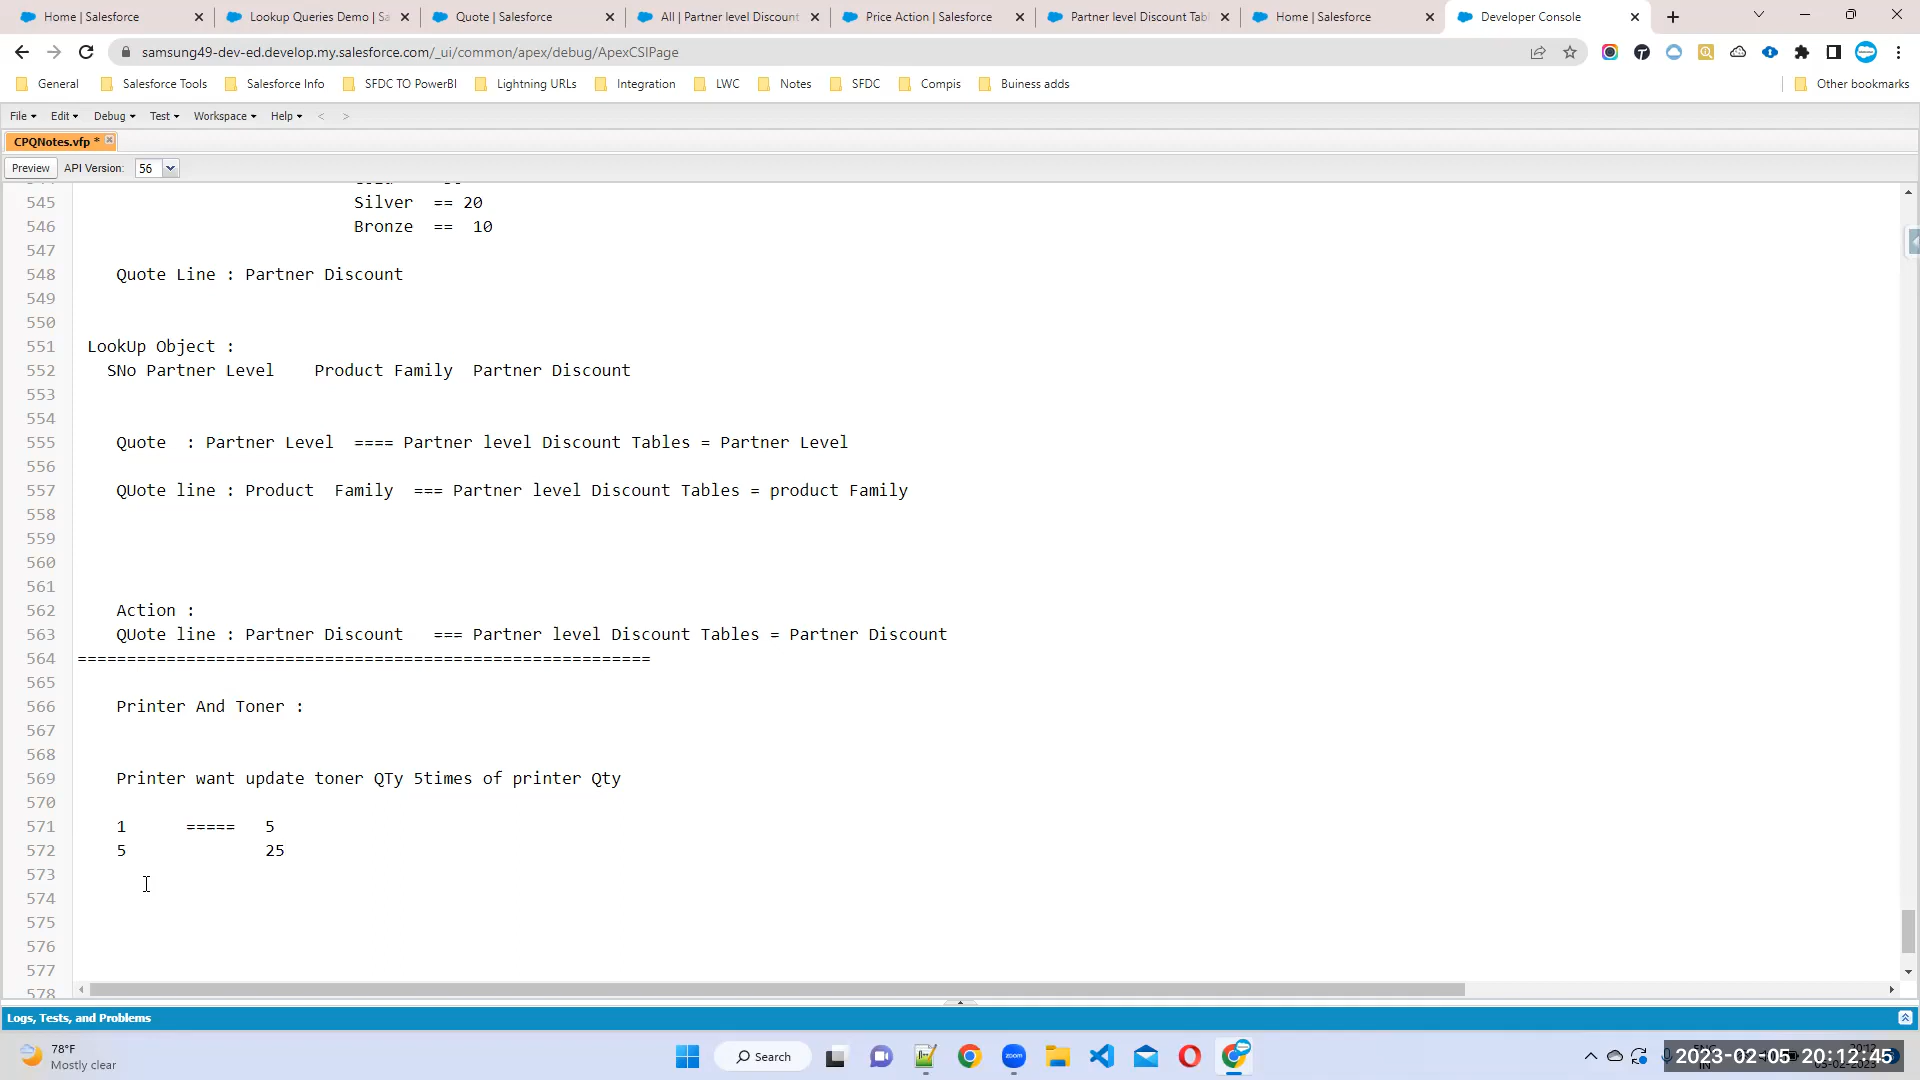 Home | Salesforce
Lookup Queries Demo | Sa
Quote | Salesforce
All | Partner level Discount
Price Action | Salesforce
Partner level Discount Tab
Home | Salesforce
Developer Console
samsung49-dev-ed.develop.my.salesforce.com/_ui/common/apex/debug/ApexCSIPage
General
Salesforce Tools
Salesforce Info
SFDC TO PowerBI
Lightning URLs
Integration
LWC
Notes
SFDC
Compis
Buiness adds
Other bookmarks
File
Edit
Debug
Test
Workspace
Help
<
>
CPQNotes.vfp *
Preview
API Version:
56
545 Silver == 20
546 Bronze == 10
547
548 Quote Line : Partner Discount
549
550
551 LookUp Object :
552 SNo Partner Level Product Family Partner Discount
553
554
555 Quote : Partner Level ==== Partner level Discount Tables = Partner Level
556
557 QUote line : Product Family === Partner level Discount Tables = product Family
558
559
560
561
562 Action :
563 QUote line : Partner Discount === Partner level Discount Tables = Partner Discount
564 ==========================================================
565
566 Printer And Toner :
567
568
569 Printer want update toner QTy 5times of printer Qty
570
571 1 ===== 5
572 5 25
573
574
575
576
577
578
Logs, Tests, and Problems
78°F
Mostly clear
Search
zoom
2023-02-05 20:12:45